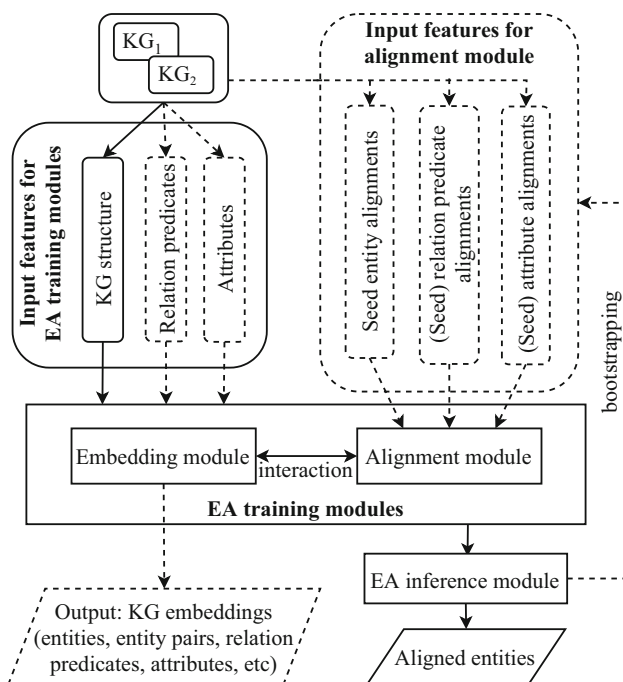 KG1
KG2
Input features for
alignment module
Input features for
EA training modules
KG structure
Relation predicates
Attributes
Seed entity alignments
(Seed) relation predicate
alignments
(Seed) attribute alignments
bootstrapping
Embedding module
interaction
Alignment module
EA training modules
EA inference module
Output: KG embeddings
(entities, entity pairs, relation
predicates, attributes, etc)
Aligned entities